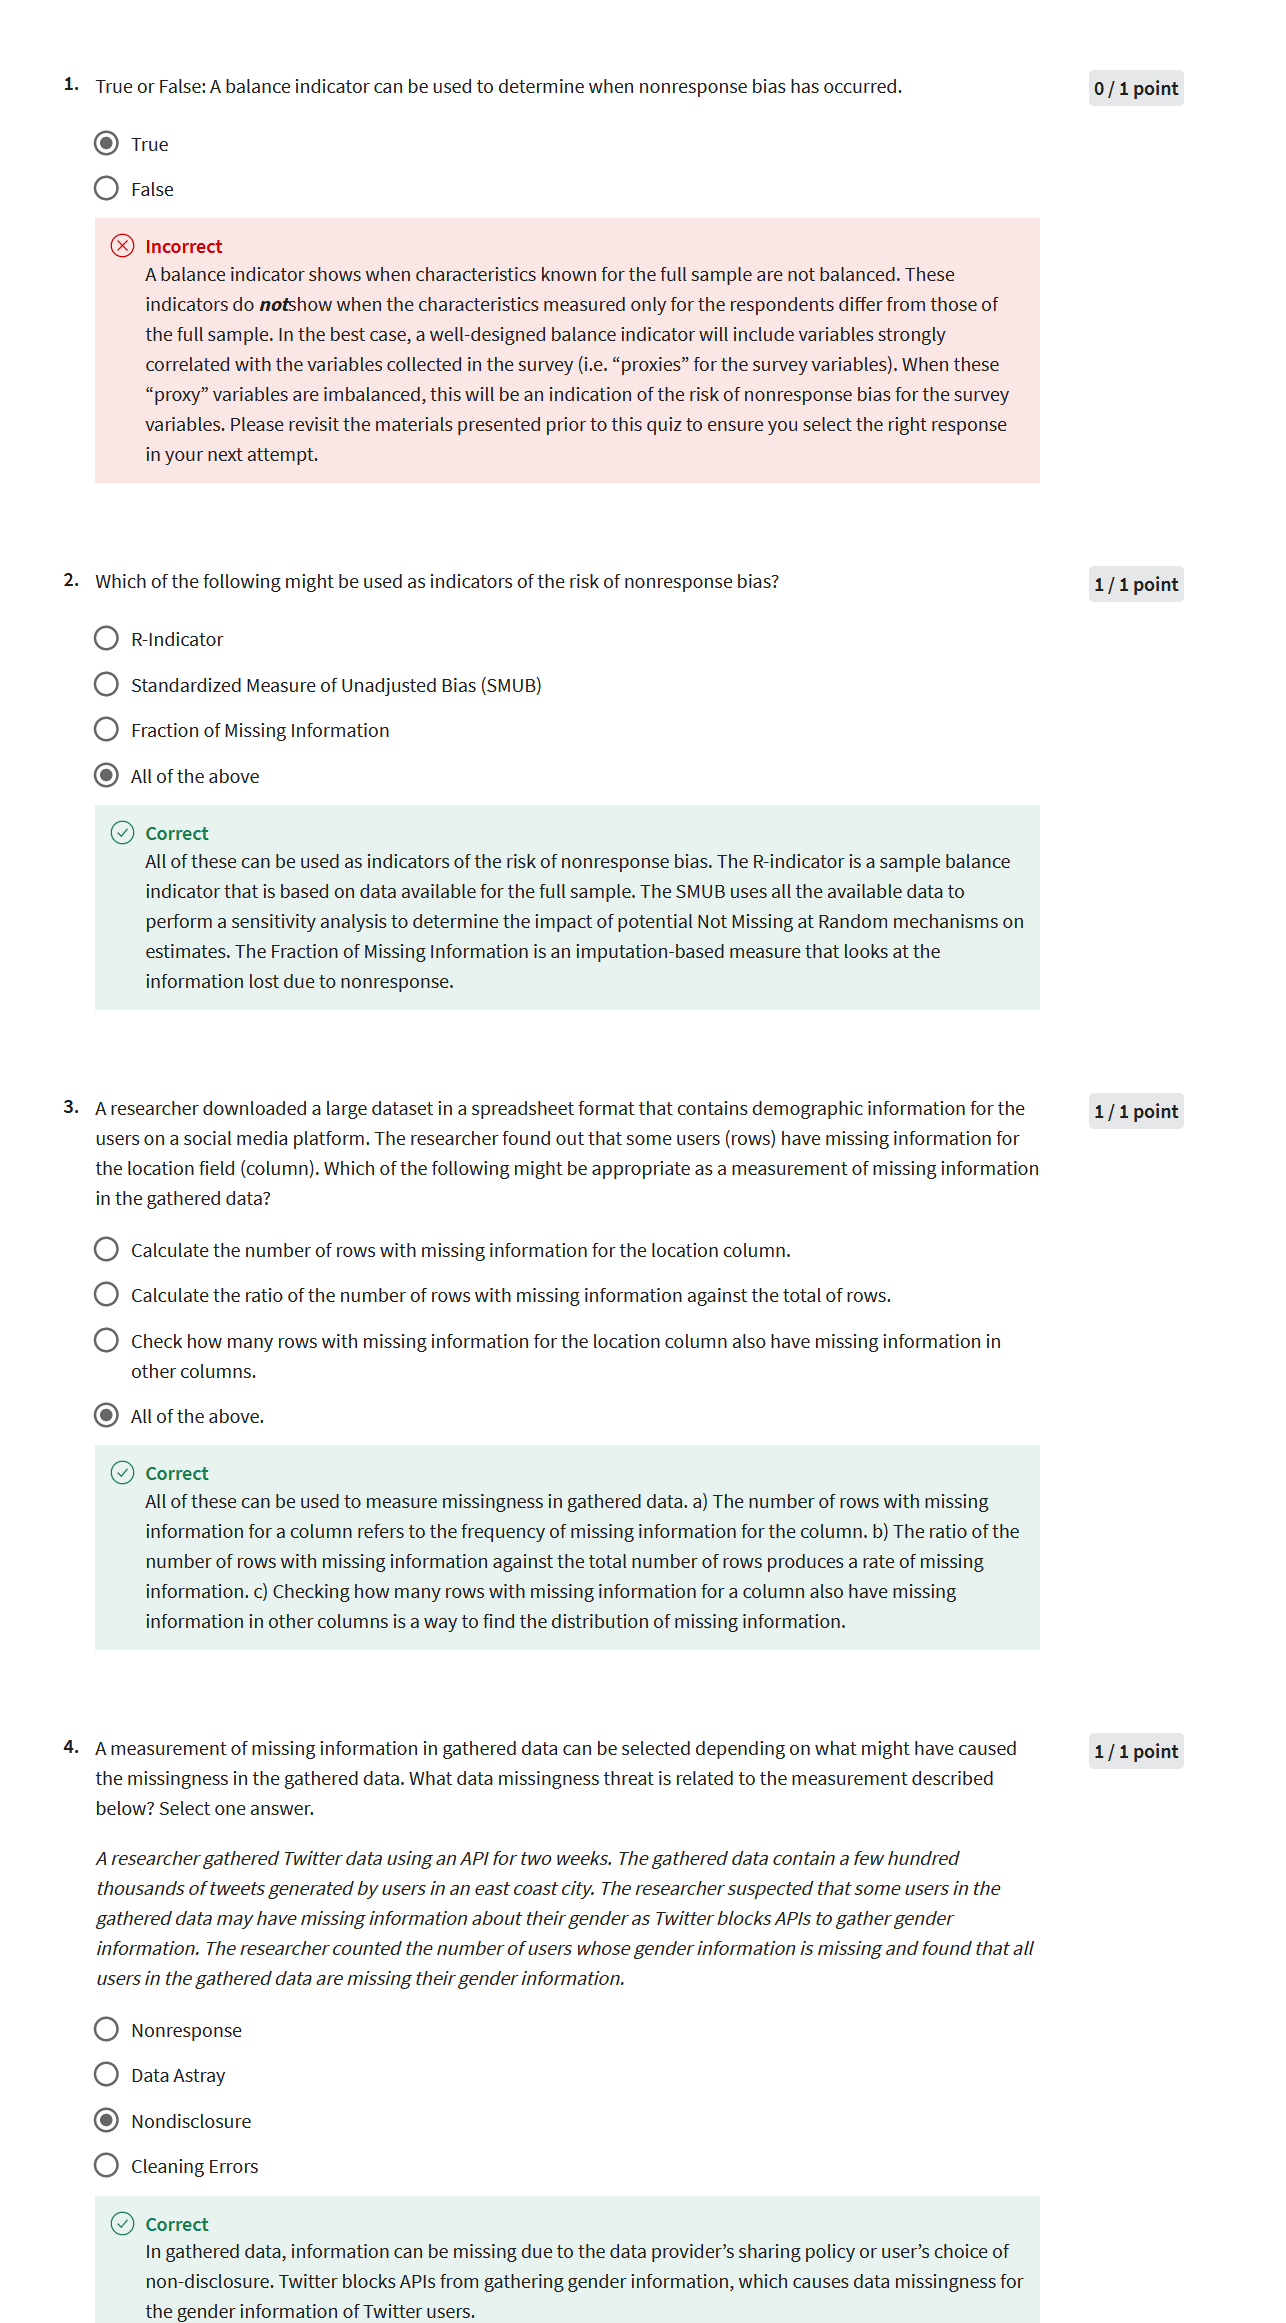 1. True or False: A balance indicator can be used to determine when nonresponse bias has occurred.
0 / 1 point
True
False
Incorrect
A balance indicator shows when characteristics known for the full sample are not balanced. These
indicators do notshow when the characteristics measured only for the respondents differ from those of
the full sample. In the best case, a well-designed balance indicator will include variables strongly
correlated with the variables collected in the survey (i.e. “proxies” for the survey variables). When these
“proxy” variables are imbalanced, this will be an indication of the risk of nonresponse bias for the survey
variables. Please revisit the materials presented prior to this quiz to ensure you select the right response
in your next attempt.
2. Which of the following might be used as indicators of the risk of nonresponse bias?
1 / 1 point
R-Indicator
Standardized Measure of Unadjusted Bias (SMUB)
Fraction of Missing Information
All of the above
Correct
All of these can be used as indicators of the risk of nonresponse bias. The R-indicator is a sample balance
indicator that is based on data available for the full sample. The SMUB uses all the available data to
perform a sensitivity analysis to determine the impact of potential Not Missing at Random mechanisms on
estimates. The Fraction of Missing Information is an imputation-based measure that looks at the
information lost due to nonresponse.
3. A researcher downloaded a large dataset in a spreadsheet format that contains demographic information for the
1 / 1 point
users on a social media platform. The researcher found out that some users (rows) have missing information for
the location field (column). Which of the following might be appropriate as a measurement of missing information
in the gathered data?
Calculate the number of rows with missing information for the location column.
Calculate the ratio of the number of rows with missing information against the total of rows.
Check how many rows with missing information for the location column also have missing information in
other columns.
All of the above.
Correct
All of these can be used to measure missingness in gathered data. a) The number of rows with missing
information for a column refers to the frequency of missing information for the column. b) The ratio of the
number of rows with missing information against the total number of rows produces a rate of missing
information. c) Checking how many rows with missing information for a column also have missing
information in other columns is a way to find the distribution of missing information.
4. A measurement of missing information in gathered data can be selected depending on what might have caused
1 / 1 point
the missingness in the gathered data. What data missingness threat is related to the measurement described
below? Select one answer.
A researcher gathered Twitter data using an API for two weeks. The gathered data contain a few hundred
thousands of tweets generated by users in an east coast city. The researcher suspected that some users in the
gathered data may have missing information about their gender as Twitter blocks APIs to gather gender
information. The researcher counted the number of users whose gender information is missing and found that all
users in the gathered data are missing their gender information.
Nonresponse
Data Astray
Nondisclosure
Cleaning Errors
Correct
In gathered data, information can be missing due to the data provider’s sharing policy or user’s choice of
non-disclosure. Twitter blocks APIs from gathering gender information, which causes data missingness for
the gender information of Twitter users.